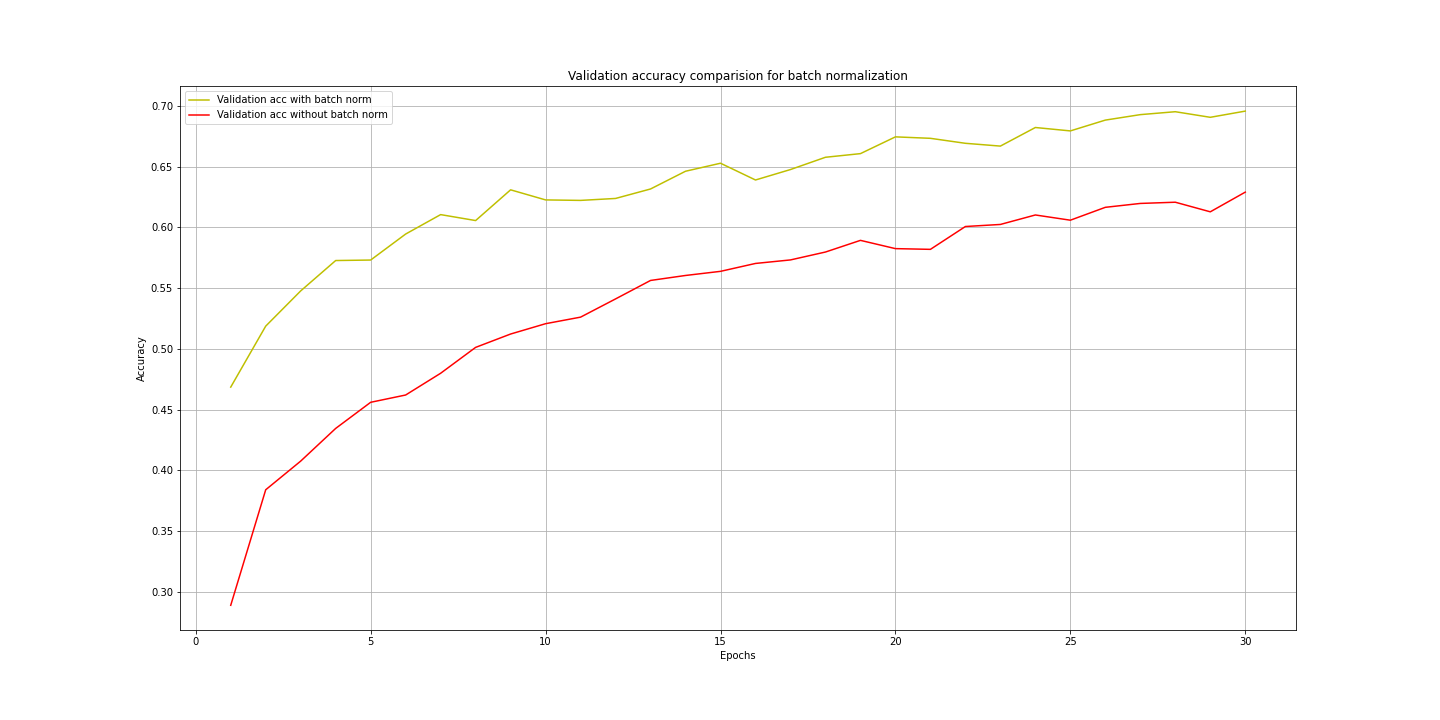 Validation accuracy comparision for batch normalization
Validation acc with batch norm
Validation acc without batch norm
0.70
0.65
0.60
0.55
0.50
0.45
0.40
0.35
0.30
Accuracy
0 5 10 15 20 25 30
Epochs